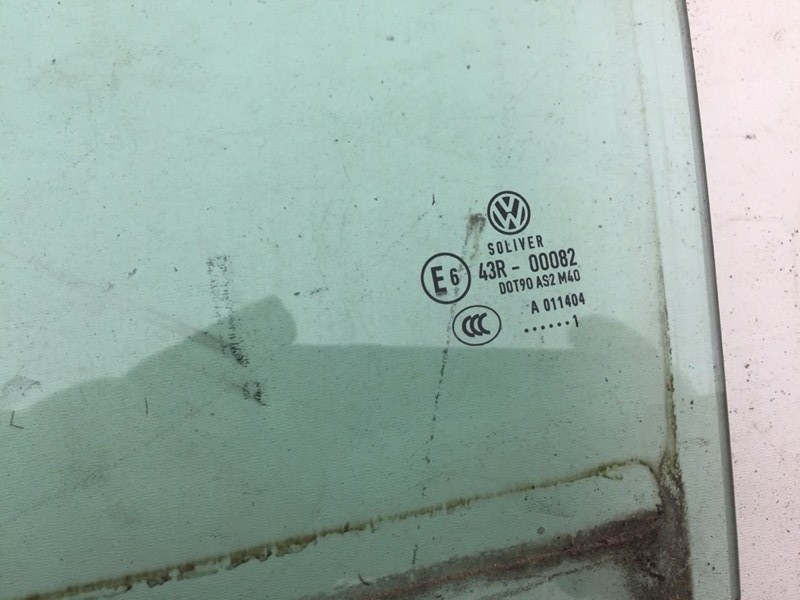 SOLIVER
E6 43R - 00082
DOT90 AS2 M40
A 011404
CCC
······1